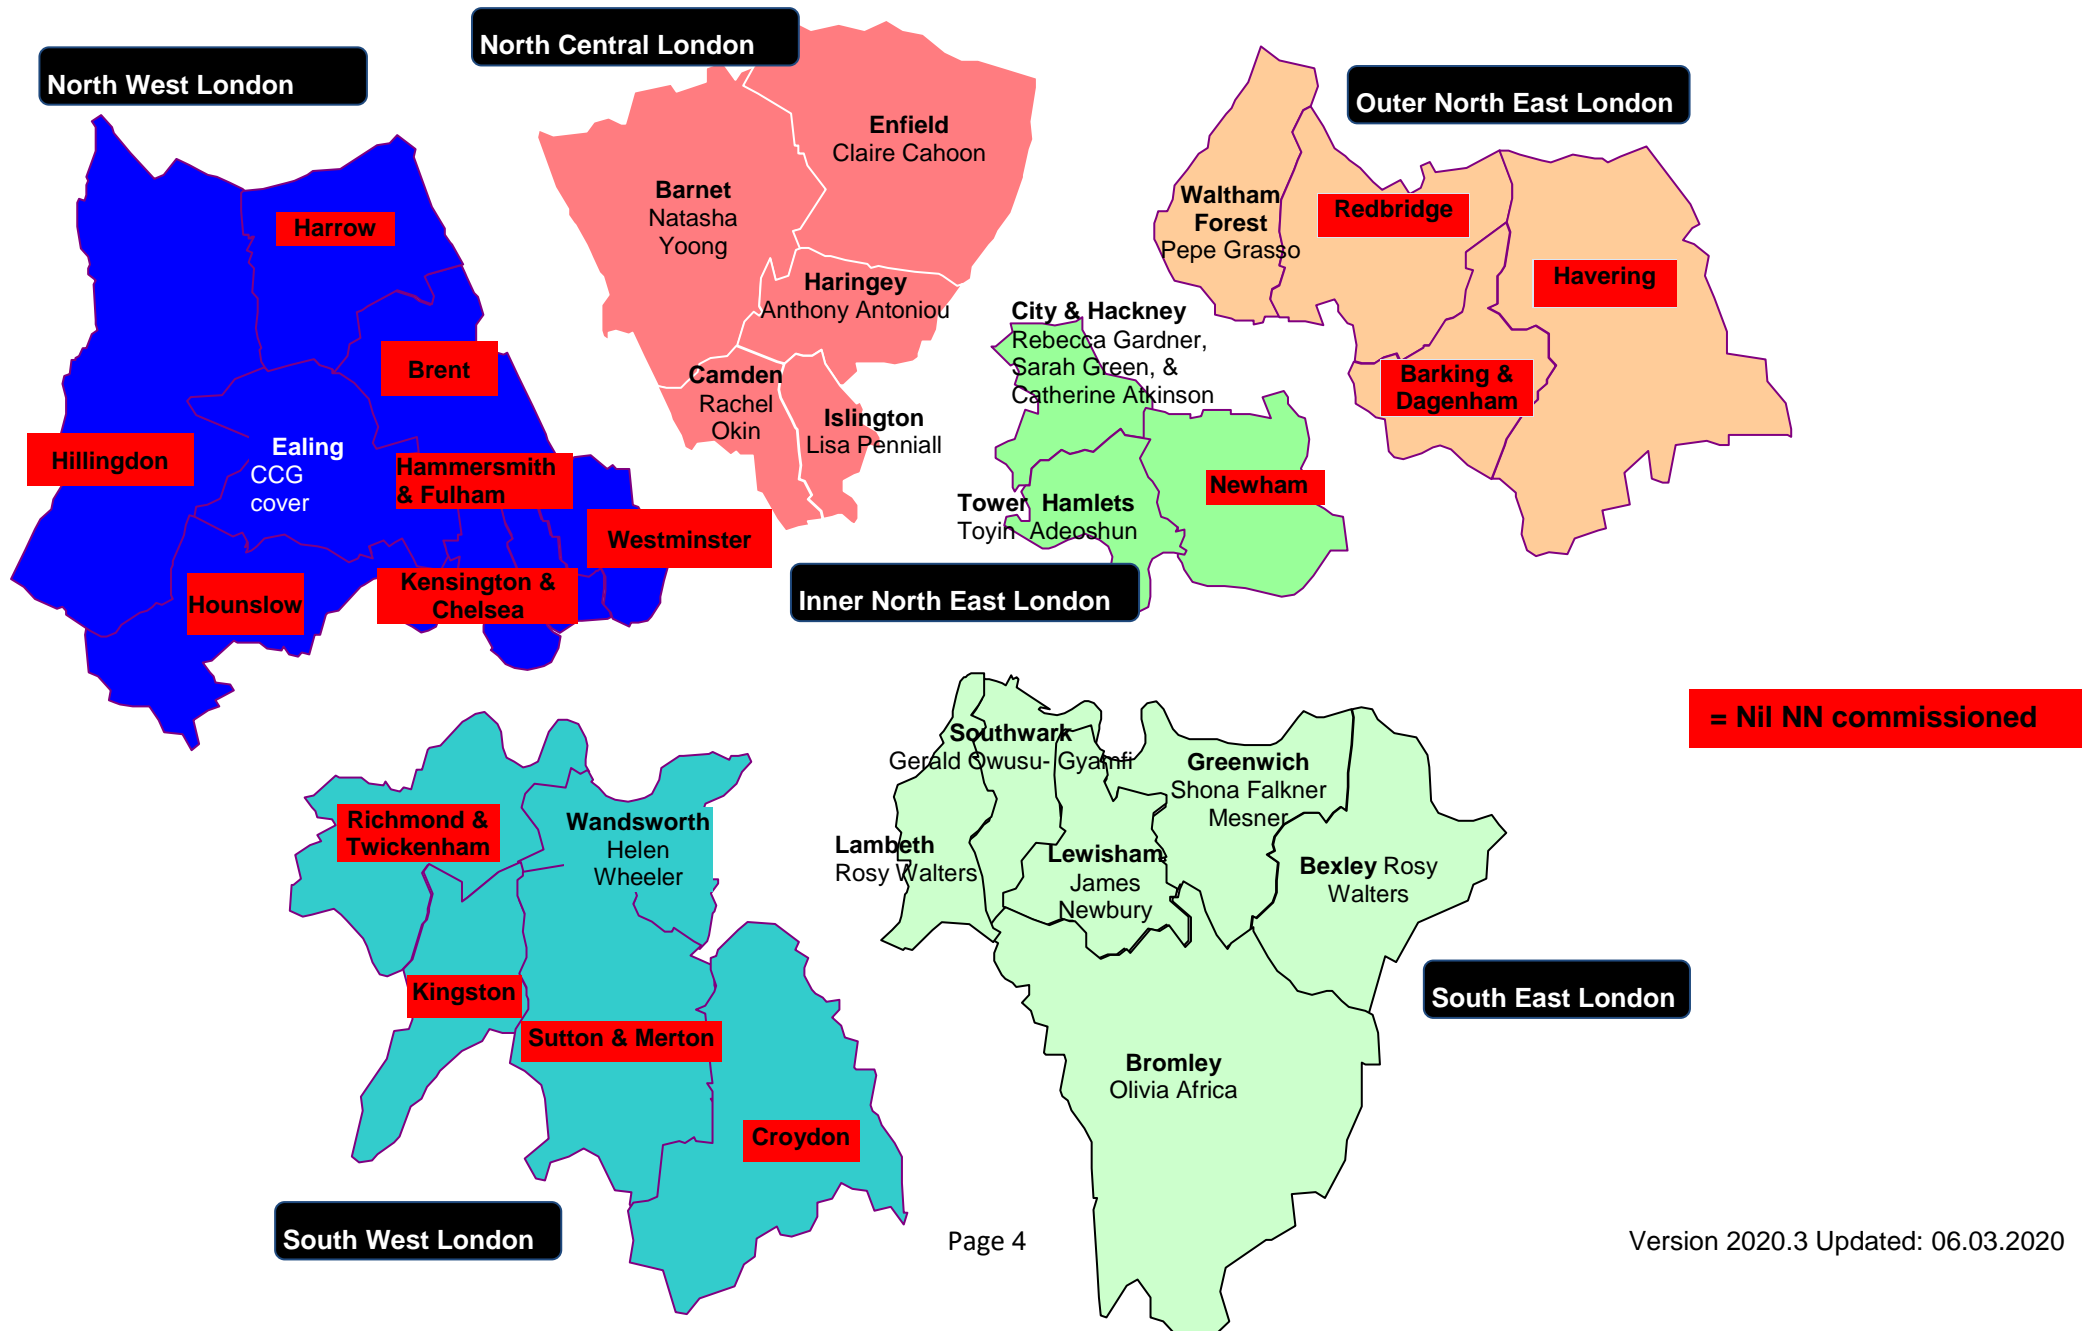 North West London
Harrow
Brent
Hillingdon
Ealing
CCG
cover
Hammersmith
& Fulham
Westminster
Hounslow
Kensington &
Chelsea
North Central London
Enfield
Claire Cahoon
Barnet
Natasha
Yoong
Haringey
Anthony Antoniou
Camden
Rachel
Okin
Islington
Lisa Penniall
Outer North East London
Waltham
Forest
Pepe Grasso
Redbridge
Havering
Barking &
Dagenham
City & Hackney
Rebecca Gardner,
Sarah Green, &
Catherine Atkinson
Newham
Tower Hamlets
Toyin Adeoshun
Inner North East London
= Nil NN commissioned
Richmond &
Twickenham
Wandsworth
Helen
Wheeler
Kingston
Sutton & Merton
Croydon
South West London
Southwark
Gerald Owusu- Gyamfi
Greenwich
Shona Falkner
Mesner
Lambeth
Rosy Walters
Lewisham
James
Newbury
Bexley Rosy
Walters
South East London
Bromley
Olivia Africa
Page 4
Version 2020.3 Updated: 06.03.2020